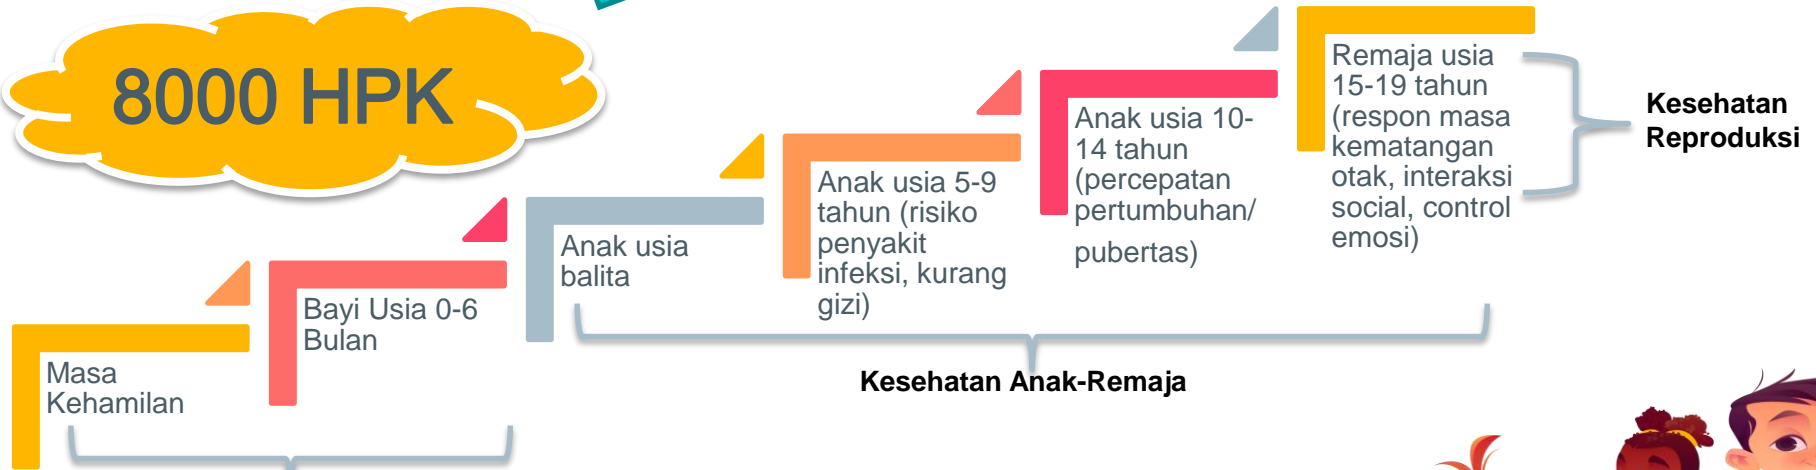 8000 HPK
Masa
Kehamilan
Bayi Usia 0-6
Bulan
Anak usia
balita
Anak usia 5-9
tahun (risiko
penyakit
infeksi, kurang
gizi)
Anak usia 10-
14 tahun
(percepatan
pertumbuhan/
pubertas)
Remaja usia
15-19 tahun
(respon masa
kematangan
otak, interaksi
social, control
emosi)
Kesehatan
Reproduksi
Kesehatan Anak-Remaja